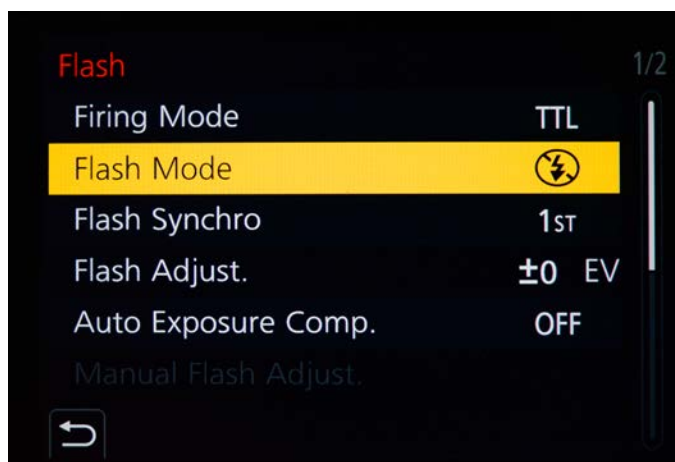 Flash 1/2
Firing Mode TTL
Flash Mode
Flash Synchro 1ST
Flash Adjust. ±0 EV
Auto Exposure Comp. OFF
Manual Flash Adjust.